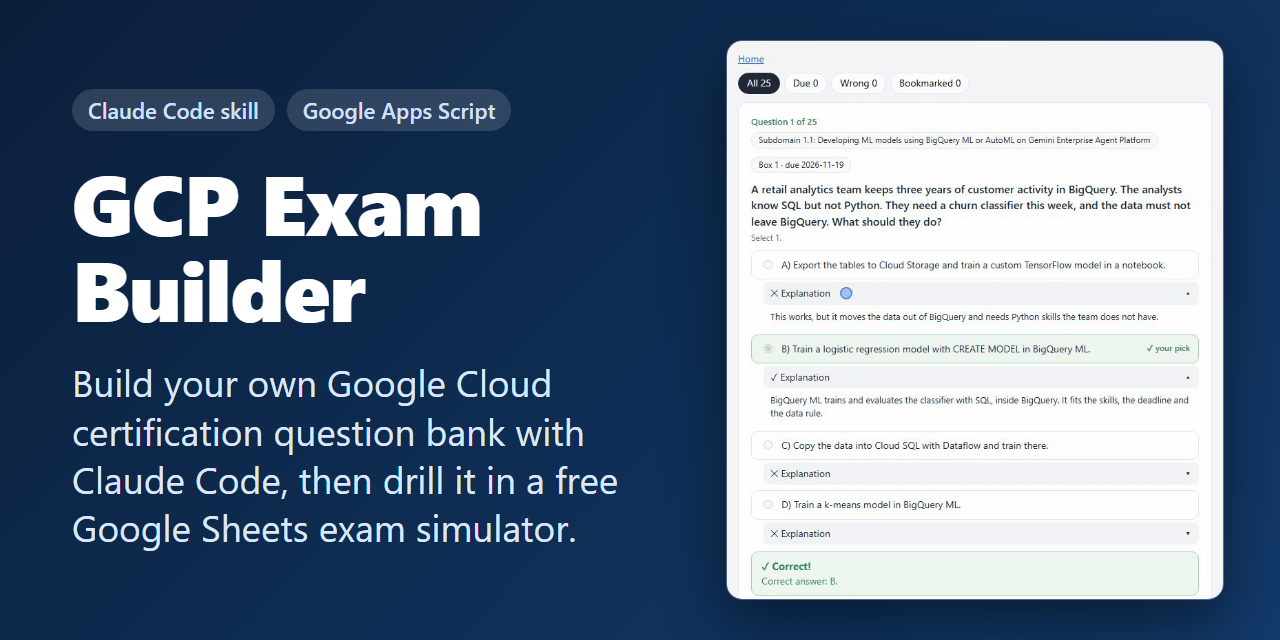 Claude Code skill
Google Apps Script
GCP Exam
Builder
Build your own Google Cloud
certification question bank with
Claude Code, then drill it in a free
Google Sheets exam simulator.
Home
All 25
Due 0
Wrong 0
Bookmarked 0
Question 1 of 25
Subdomain 1.1: Developing ML models using BigQuery ML or AutoML on Gemini Enterprise Agent Platform
Box 1 · due 2026-11-19
A retail analytics team keeps three years of customer activity in BigQuery. The analysts
know SQL but not Python. They need a churn classifier this week, and the data must not
leave BigQuery. What should they do?
Select 1.
A) Export the tables to Cloud Storage and train a custom TensorFlow model in a notebook.
✕ Explanation
This works, but it moves the data out of BigQuery and needs Python skills the team does not have.
B) Train a logistic regression model with CREATE MODEL in BigQuery ML.
✓ your pick
✓ Explanation
BigQuery ML trains and evaluates the classifier with SQL, inside BigQuery. It fits the skills, the deadline and
the data rule.
C) Copy the data into Cloud SQL with Dataflow and train there.
✕ Explanation
D) Train a k-means model in BigQuery ML.
✕ Explanation
✓ Correct!
Correct answer: B.